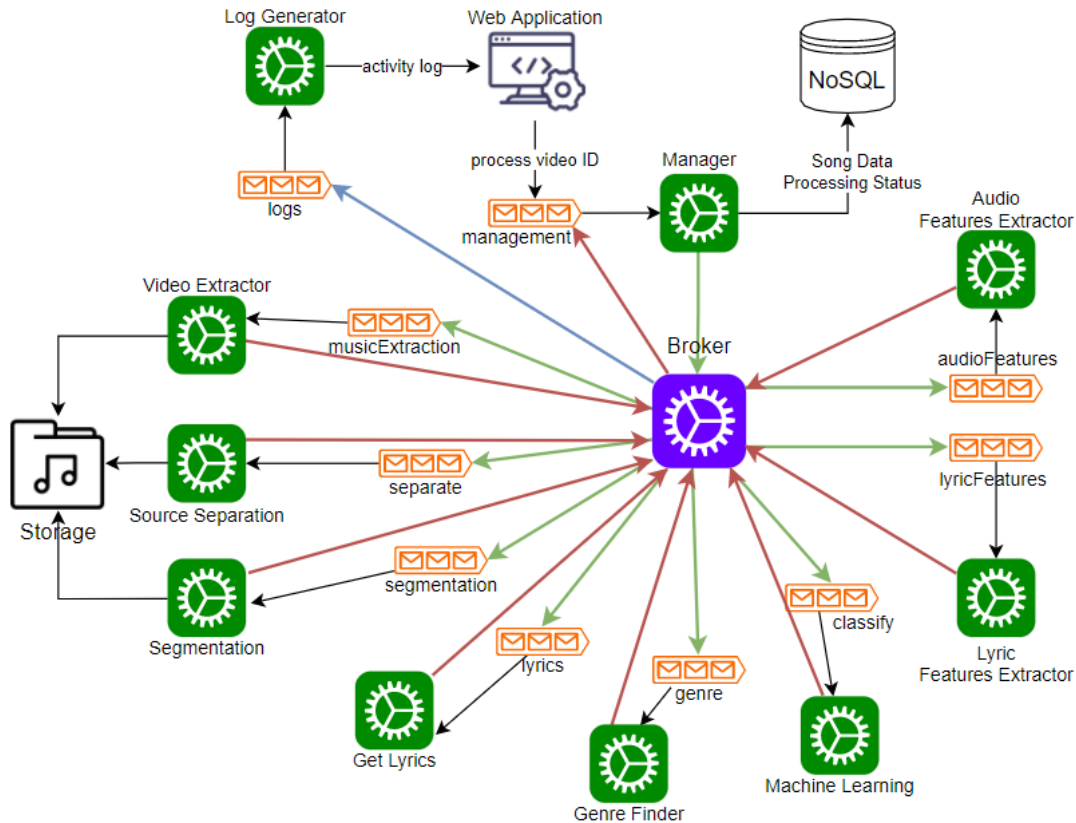 Log Generator
Web Application
activity log
NoSQL
process video ID
Manager
Song Data
Processing Status
logs
management
Audio
Features Extractor
Video Extractor
musicExtraction
Broker
audioFeatures
separate
lyricFeatures
Source Separation
Storage
segmentation
Segmentation
classify
lyrics
genre
Lyric
Features Extractor
Get Lyrics
Machine Learning
Genre Finder